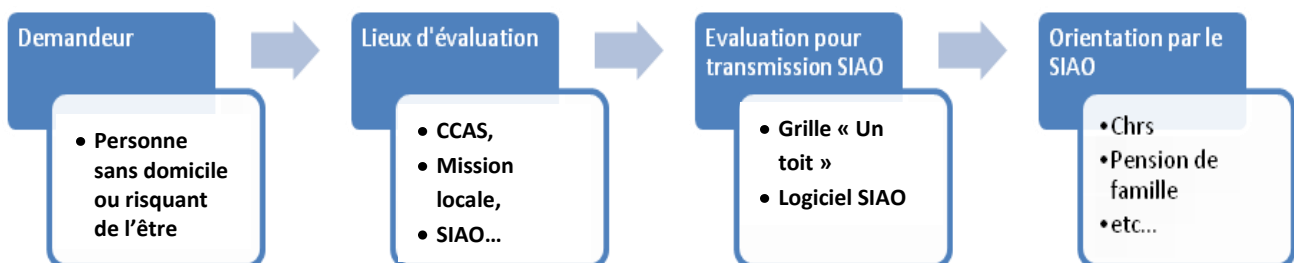 Demandeur
• Personne
sans domicile
ou risquant
de l’être
Lieux d'évaluation
• CCAS,
• Mission
locale,
• SIAO…
Evaluation pour
transmission SIAO
• Grille « Un
toit »
• Logiciel SIAO
Orientation par le
SIAO
•Chrs
•Pension de
famille
•etc...